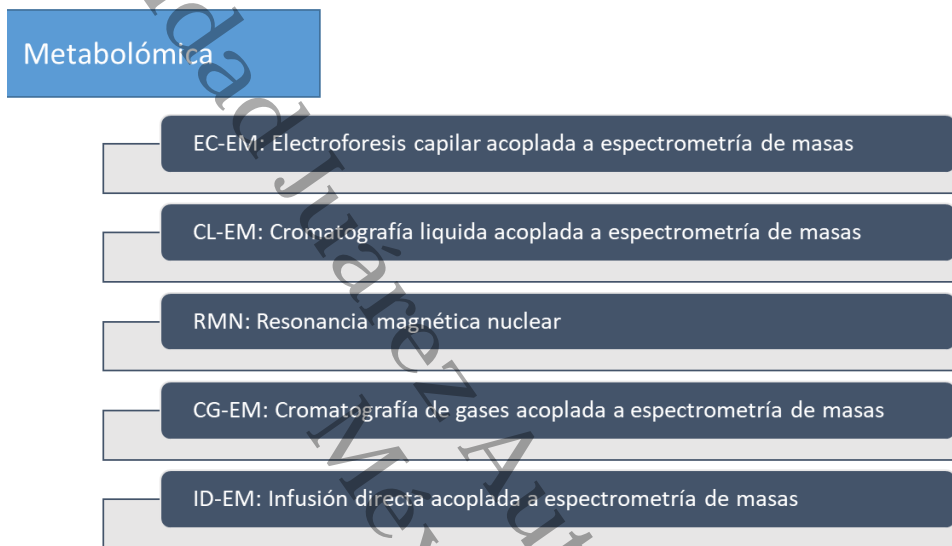 Metabolómica
EC-EM: Electroforesis capilar acoplada a espectrometría de masas
CL-EM: Cromatografía liquida acoplada a espectrometría de masas
RMN: Resonancia magnética nuclear
CG-EM: Cromatografía de gases acoplada a espectrometría de masas
ID-EM: Infusión directa acoplada a espectrometría de masas
Juárez